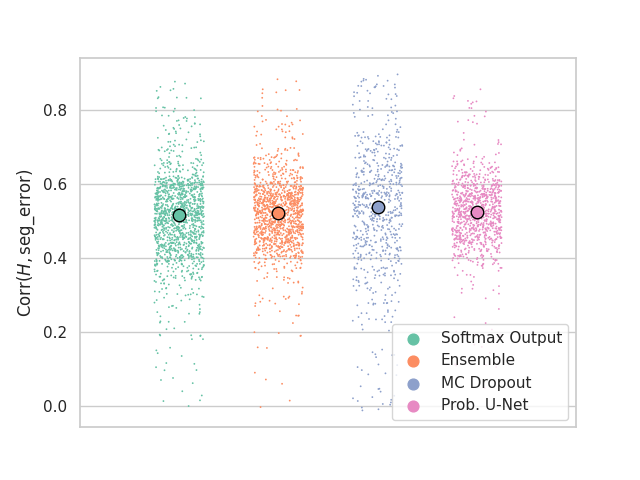 0.8
0.6
0.4
0.2
0.0
Corr(H, seg_error)
Softmax Output
Ensemble
MC Dropout
Prob. U-Net